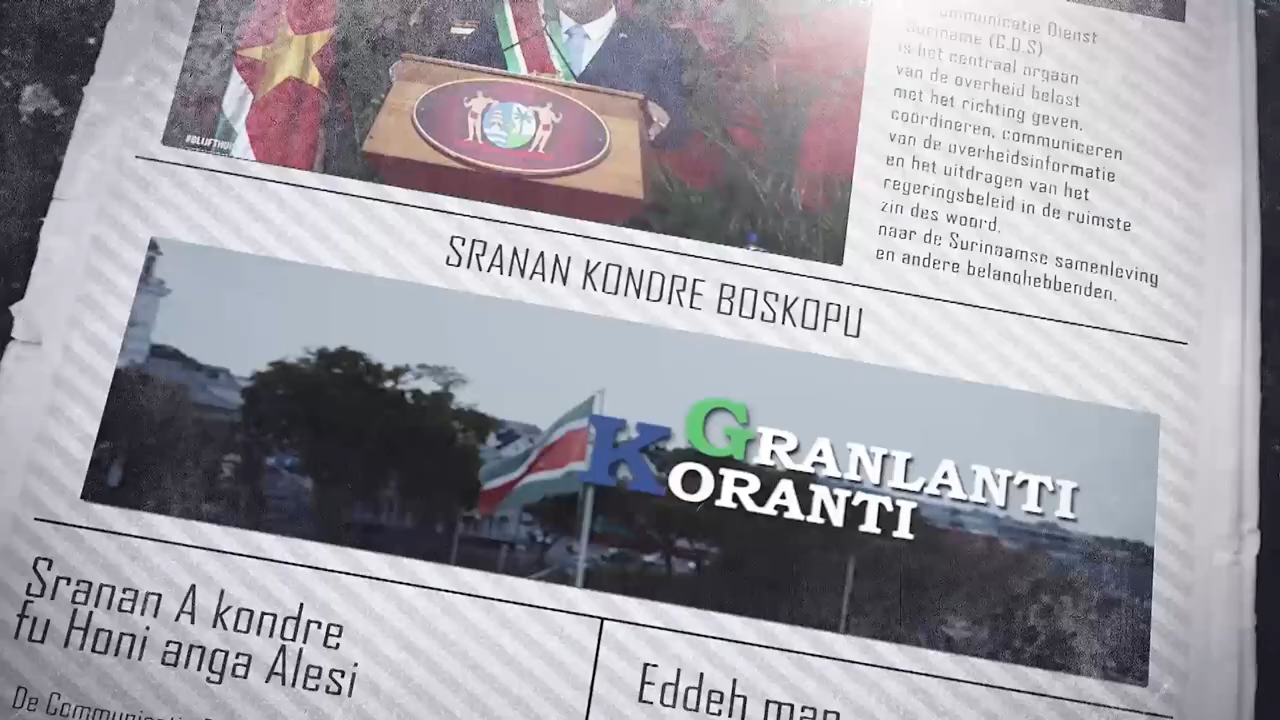 Communicatie Dienst
Suriname (C.D.S)
is het centraal orgaan
van de overheid belast
met het richting geven,
coördineren, communiceren
van de overheidsinformatie
en het uitdragen van het
regeringsbeleid in de ruimste
zin des woord,
naar de Surinaamse samenleving
en andere belanghebbenden.
SRANAN KONDRE BOSKOPU
GRANLANTI
KORANTI
Sranan A kondre
fu Honi anga Alesi
De
Eddeh man